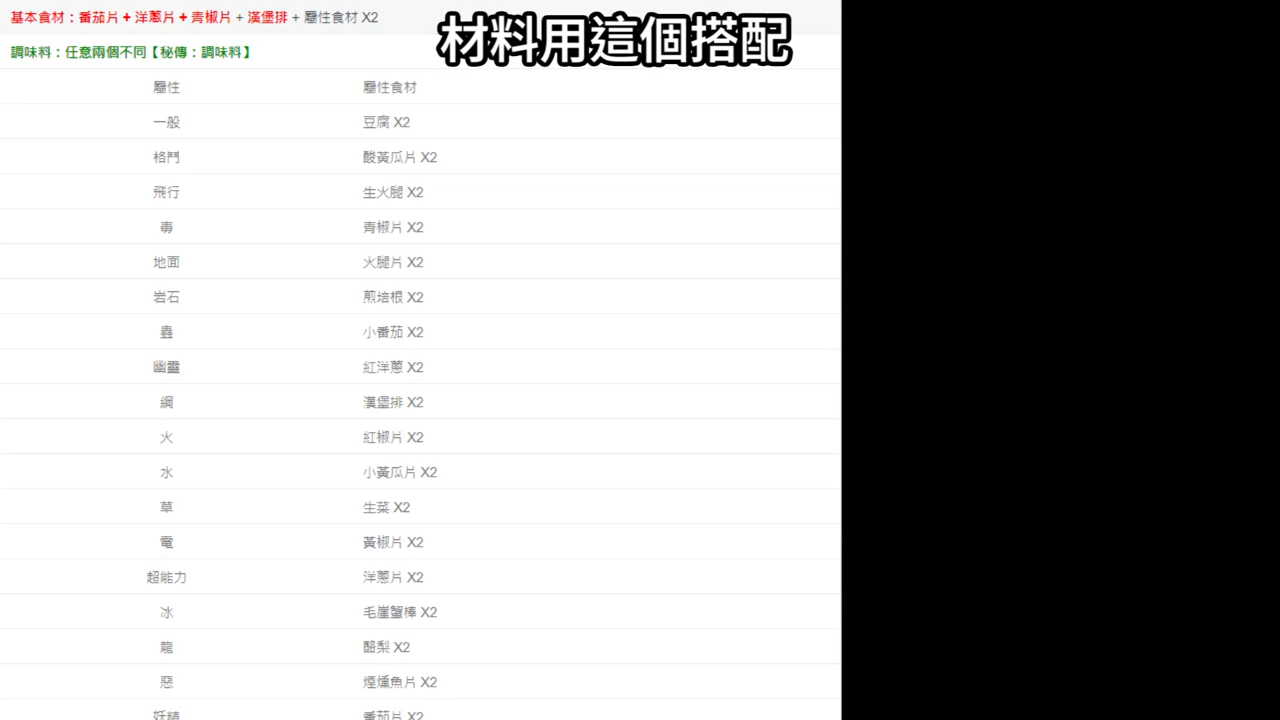 基本食材：番茄片 + 洋蔥片 + 青椒片 + 漢堡排 + 屬性食材 X2
材料用這個搭配
調味料：任意兩個不同【秘傳：調味料】
屬性 屬性食材
一般 豆腐 X2
格鬥 酸黃瓜片 X2
飛行 生火腿 X2
毒 青椒片 X2
地面 火腿片 X2
岩石 煎培根 X2
蟲 小番茄 X2
幽靈 紅洋蔥 X2
鋼 漢堡排 X2
火 紅椒片 X2
水 小黃瓜片 X2
草 生菜 X2
電 黃椒片 X2
超能力 洋蔥片 X2
冰 毛崖蟹棒 X2
龍 酪梨 X2
惡 煙燻魚片 X2
妖精 番茄片 X2